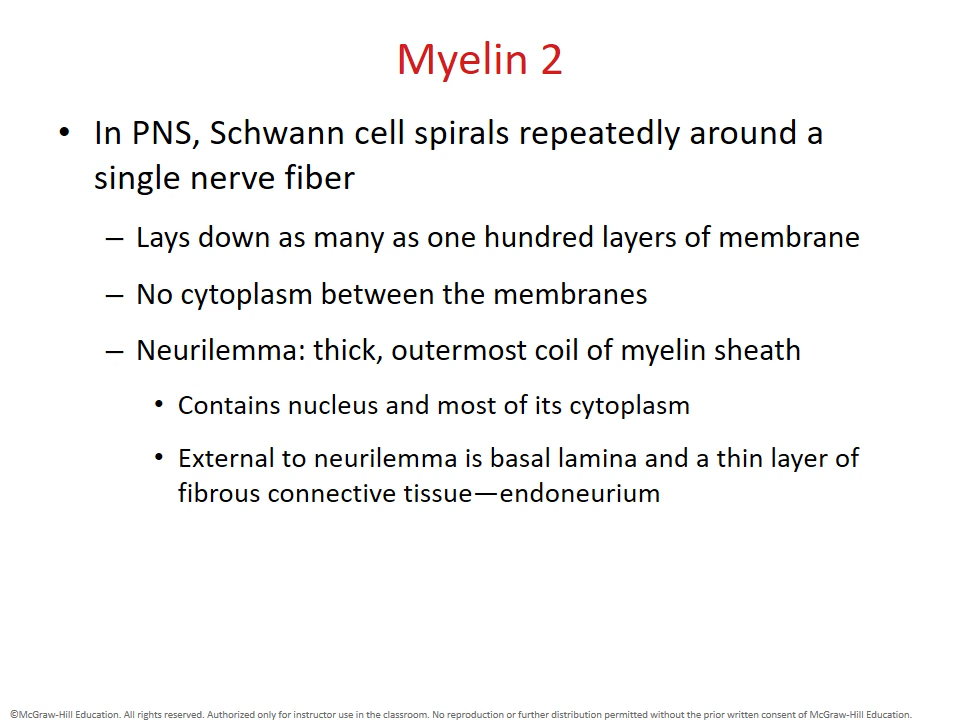 Myelin 2
• In PNS, Schwann cell spirals repeatedly around a
single nerve fiber
– Lays down as many as one hundred layers of membrane
– No cytoplasm between the membranes
– Neurilemma: thick, outermost coil of myelin sheath
• Contains nucleus and most of its cytoplasm
• External to neurilemma is basal lamina and a thin layer of
fibrous connective tissue—endoneurium
©McGraw-Hill Education. All rights reserved. Authorized only for instructor use in the classroom. No reproduction or further distribution permitted without the prior written consent of McGraw-Hill Education.